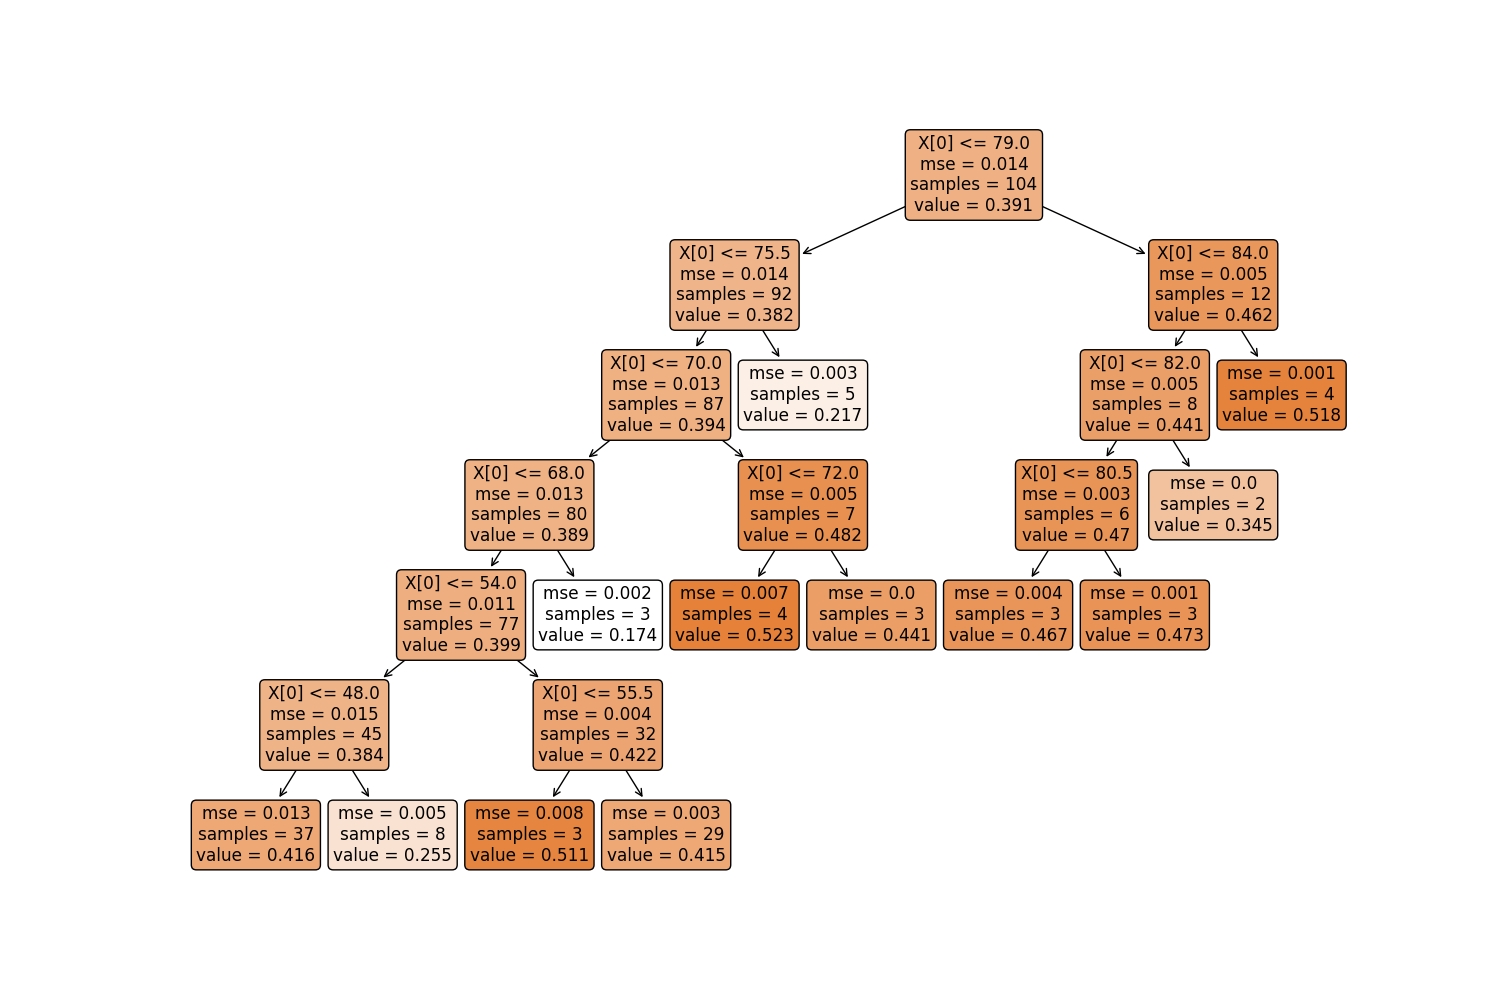 X[0] <= 79.0
mse = 0.014
samples = 104
value = 0.391
X[0] <= 75.5
mse = 0.014
samples = 92
value = 0.382
X[0] <= 84.0
mse = 0.005
samples = 12
value = 0.462
X[0] <= 70.0
mse = 0.013
samples = 87
value = 0.394
mse = 0.003
samples = 5
value = 0.217
X[0] <= 82.0
mse = 0.005
samples = 8
value = 0.441
mse = 0.001
samples = 4
value = 0.518
X[0] <= 68.0
mse = 0.013
samples = 80
value = 0.389
X[0] <= 72.0
mse = 0.005
samples = 7
value = 0.482
X[0] <= 80.5
mse = 0.003
samples = 6
value = 0.47
mse = 0.0
samples = 2
value = 0.345
X[0] <= 54.0
mse = 0.011
samples = 77
value = 0.399
mse = 0.002
samples = 3
value = 0.174
mse = 0.007
samples = 4
value = 0.523
mse = 0.0
samples = 3
value = 0.441
mse = 0.004
samples = 3
value = 0.467
mse = 0.001
samples = 3
value = 0.473
X[0] <= 48.0
mse = 0.015
samples = 45
value = 0.384
X[0] <= 55.5
mse = 0.004
samples = 32
value = 0.422
mse = 0.013
samples = 37
value = 0.416
mse = 0.005
samples = 8
value = 0.255
mse = 0.008
samples = 3
value = 0.511
mse = 0.003
samples = 29
value = 0.415